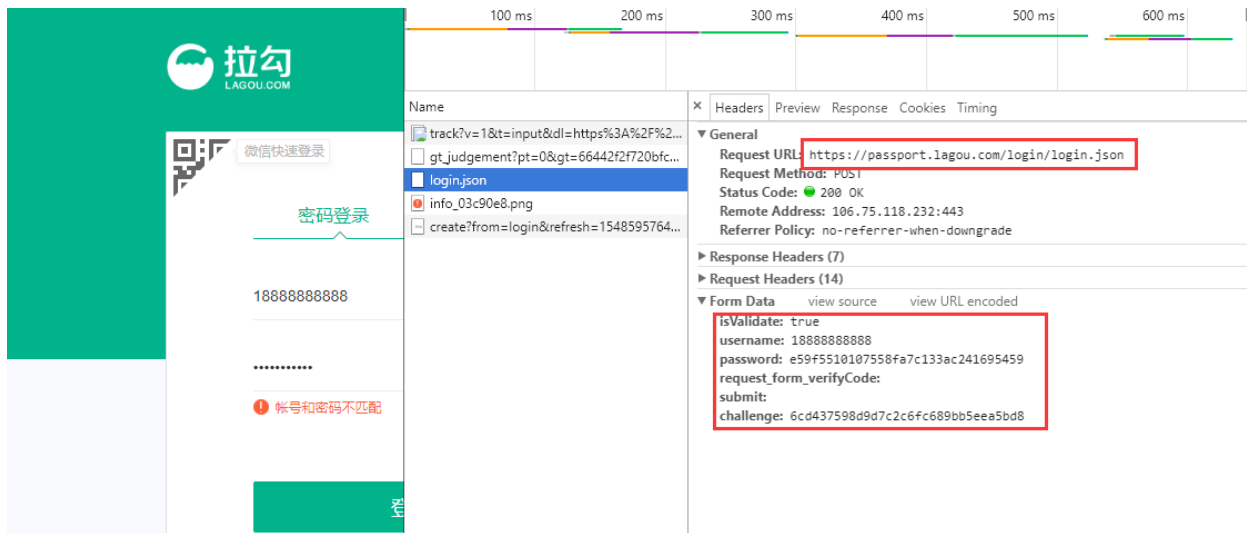 拉勾
LAGOU.COM
微信快速登录
密码登录
18888888888
•••••••••••
帐号和密码不匹配
100 ms
200 ms
300 ms
400 ms
500 ms
600 ms
Name
track?v=1&t=input&dl=https%3A%2F%2...
gt_judgement?pt=0&gt=66442f2f720bfc...
login.json
info_03c90e8.png
create?from=login&refresh=1548595764...
× Headers Preview Response Cookies Timing
▼ General
Request URL: https://passport.lagou.com/login/login.json
Request Method: POST
Status Code: 200 OK
Remote Address: 106.75.118.232:443
Referrer Policy: no-referrer-when-downgrade
▶ Response Headers (7)
▶ Request Headers (14)
▼ Form Data view source view URL encoded
isValidate: true
username: 18888888888
password: e59f5510107558fa7c133ac241695459
request_form_verifyCode:
submit:
challenge: 6cd437598d9d7c2c6fc689bb5eea5bd8